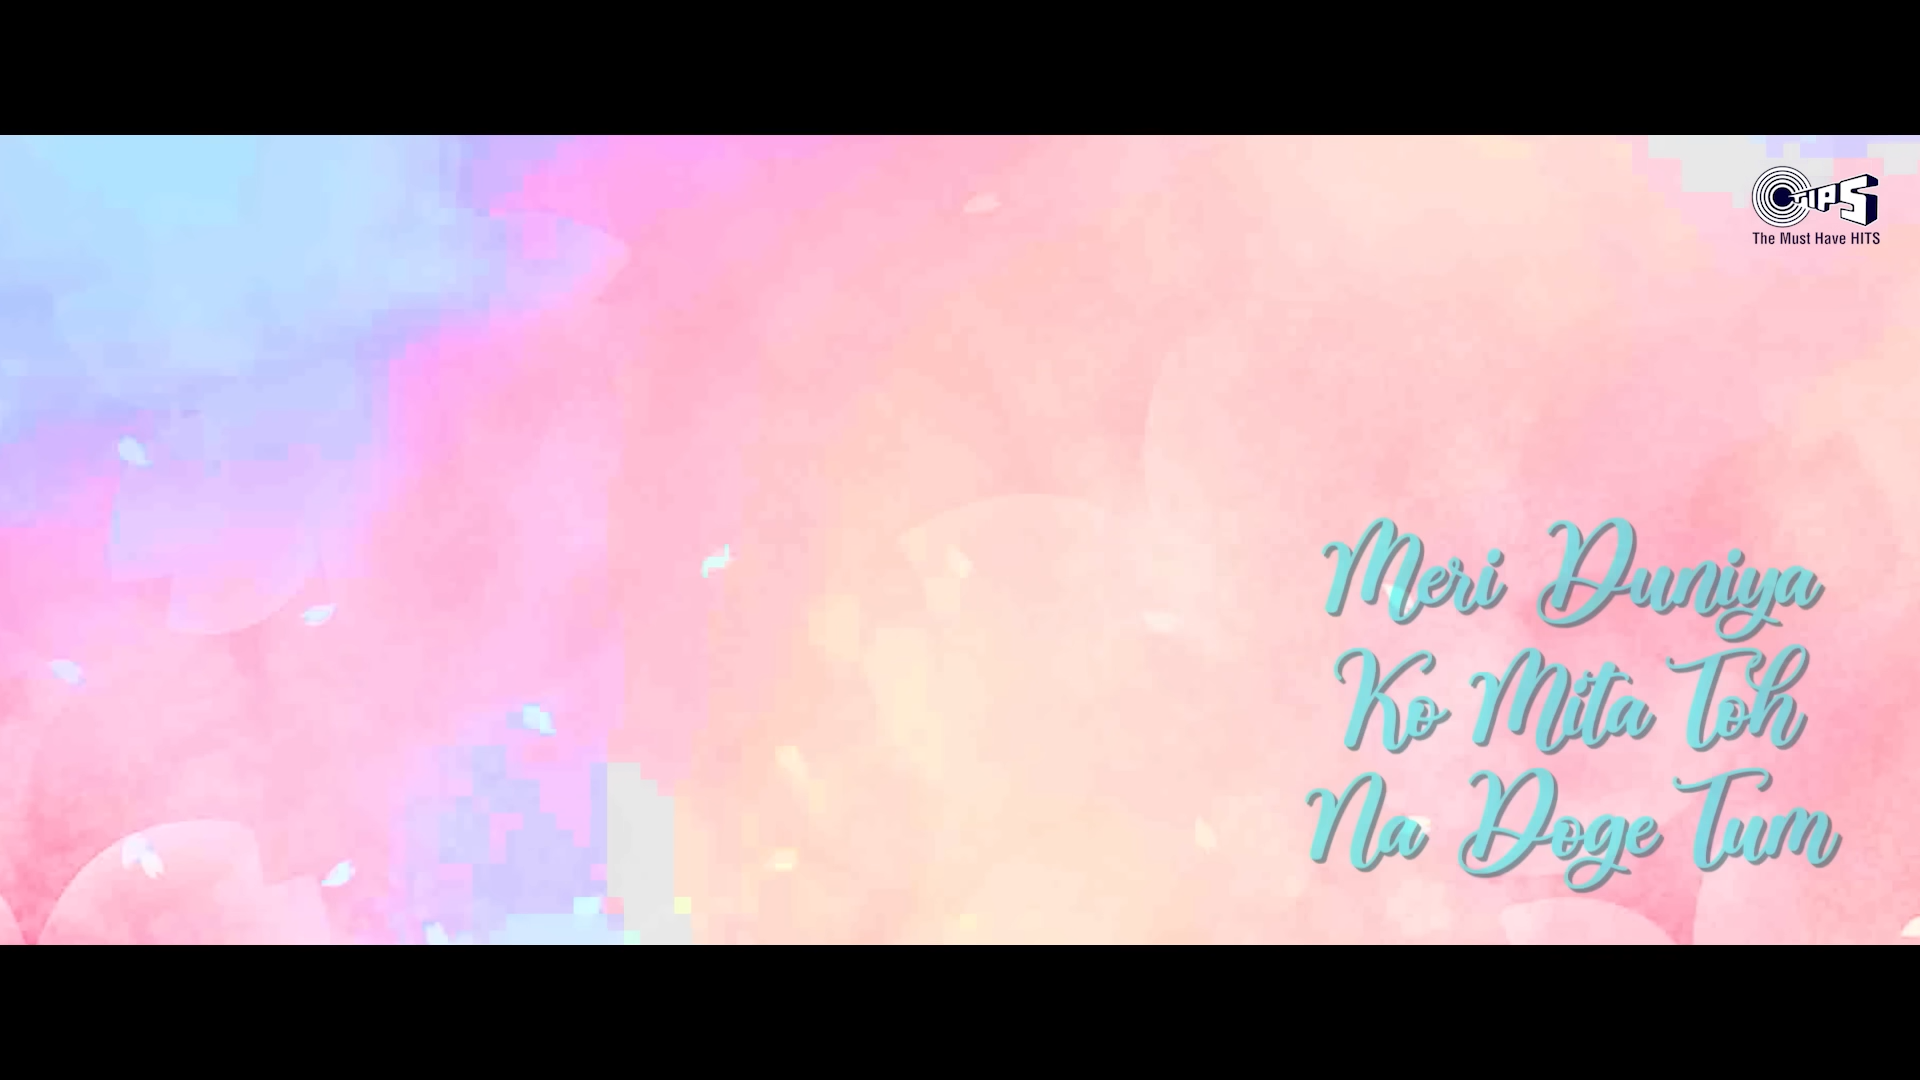 TIPS
The Must Have HITS
Meri Duniya
Ko Mita Toh
Na Doge Tum